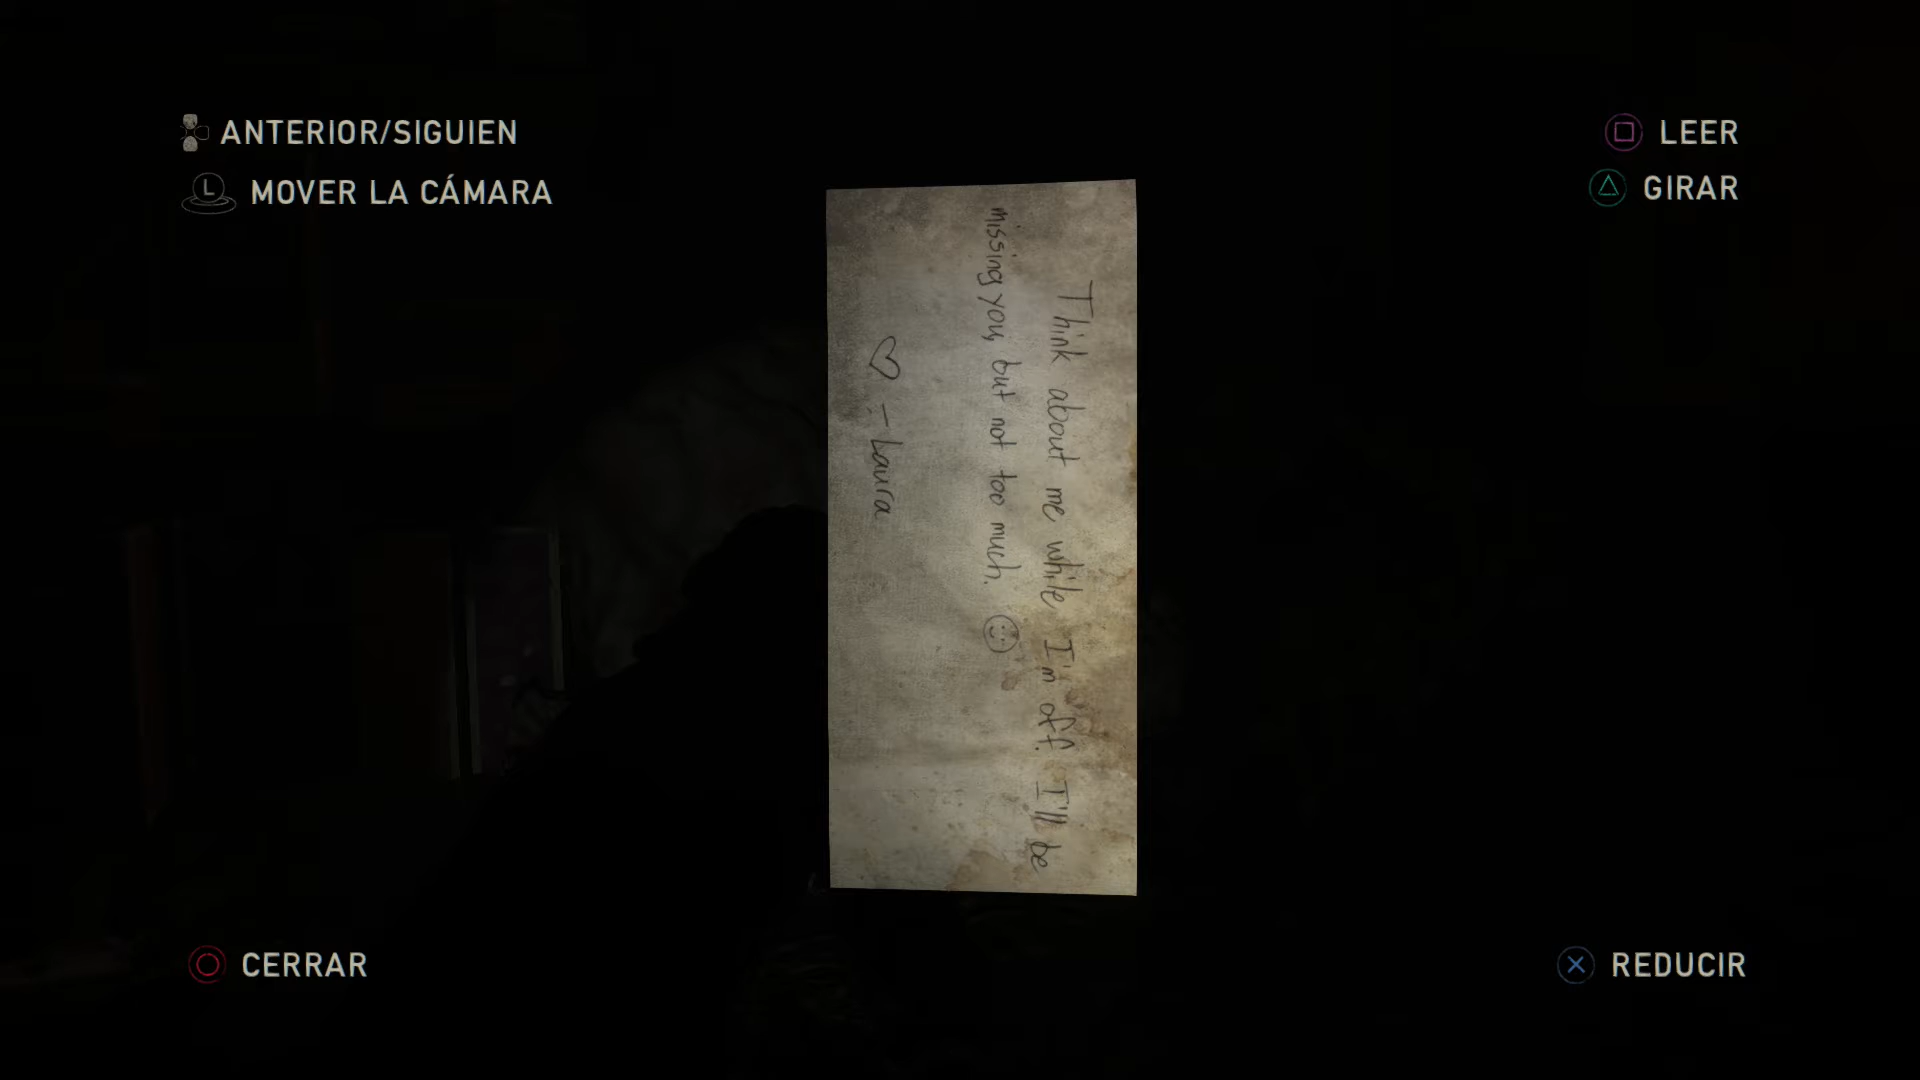 ANTERIOR/SIGUIEN
L MOVER LA CÁMARA
LEER
GIRAR
Think about me while I'm off. I'll be
missing you, but not too much.
- Laura
CERRAR
REDUCIR